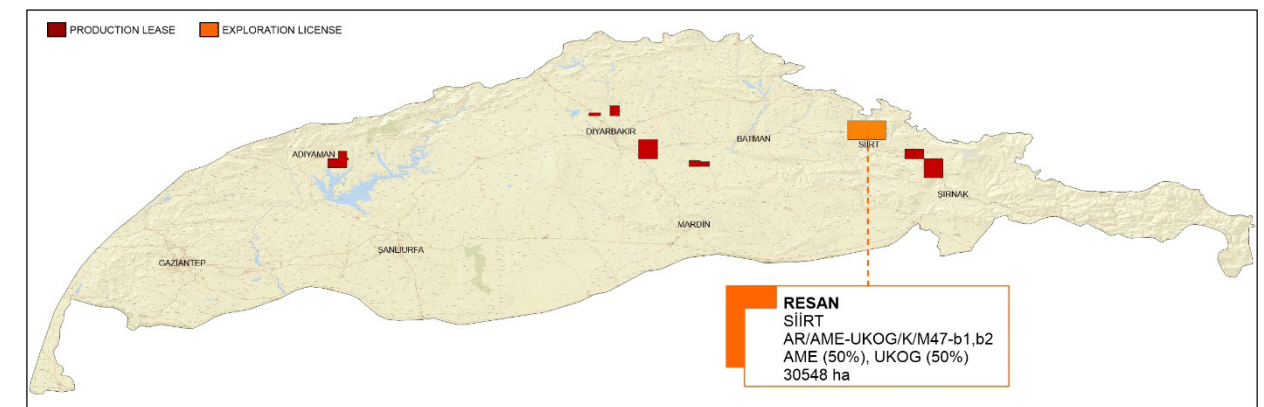 PRODUCTION LEASE
EXPLORATION LICENSE
DİYARBAKIR
BATMAN
SİİRT
ADIYAMAN
ŞIRNAK
MARDİN
ŞANLIURFA
GAZİANTEP
RESAN
SİİRT
AR/AME-UKOG/K/M47-b1,b2
AME (50%), UKOG (50%)
30548 ha